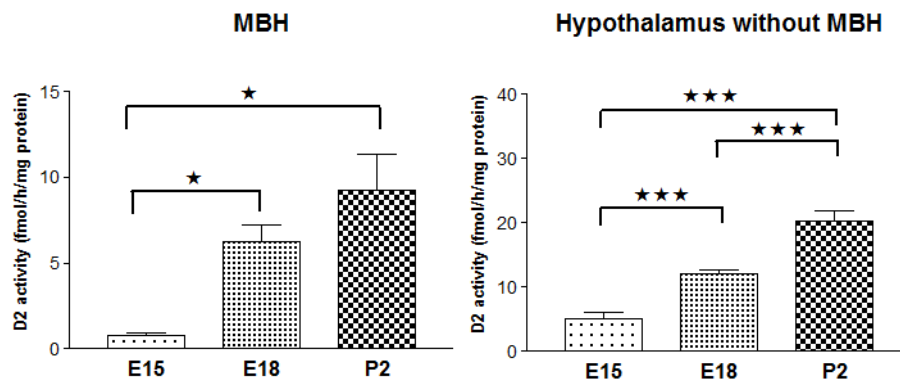 MBH
D2 activity (fmol/h/mg protein)
15
10
5
0
★
★
E15
E18
P2
Hypothalamus without MBH
D2 activity (fmol/h/mg protein)
40
30
20
10
0
★★★
★★★
★★★
E15
E18
P2